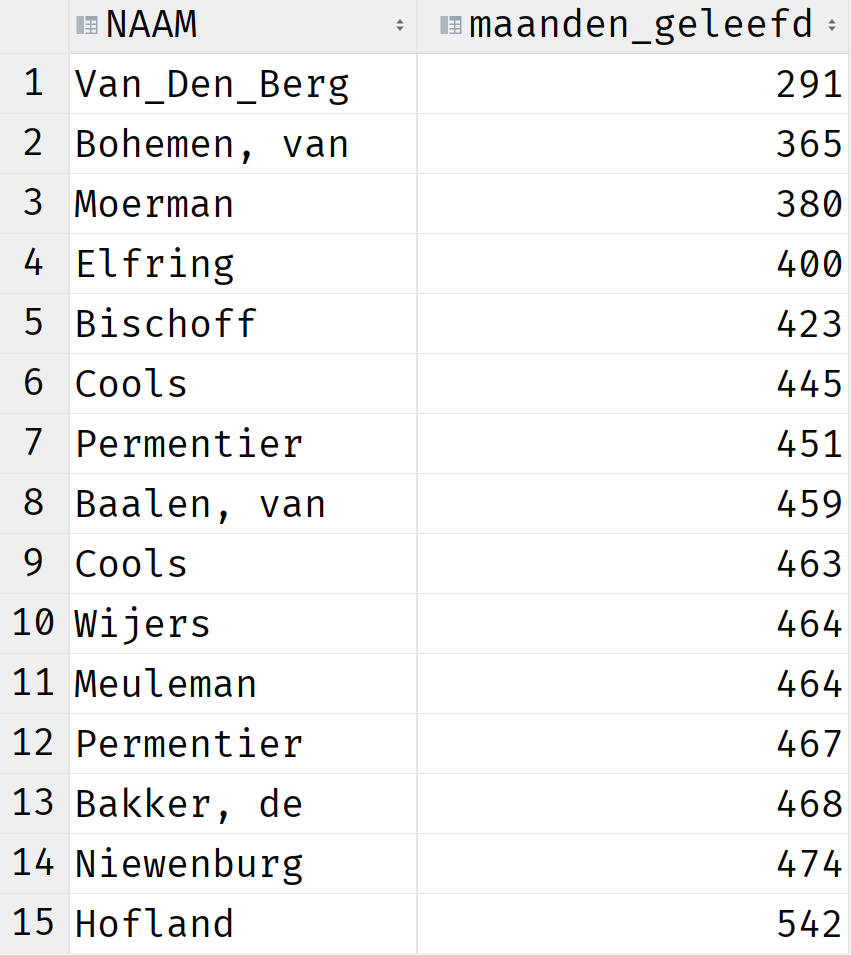 NAAM maanden_geleefd
1 Van_Den_Berg 291
2 Bohemen, van 365
3 Moerman 380
4 Elfring 400
5 Bischoff 423
6 Cools 445
7 Permentier 451
8 Baalen, van 459
9 Cools 463
10 Wijers 464
11 Meuleman 464
12 Permentier 467
13 Bakker, de 468
14 Niewenburg 474
15 Hofland 542